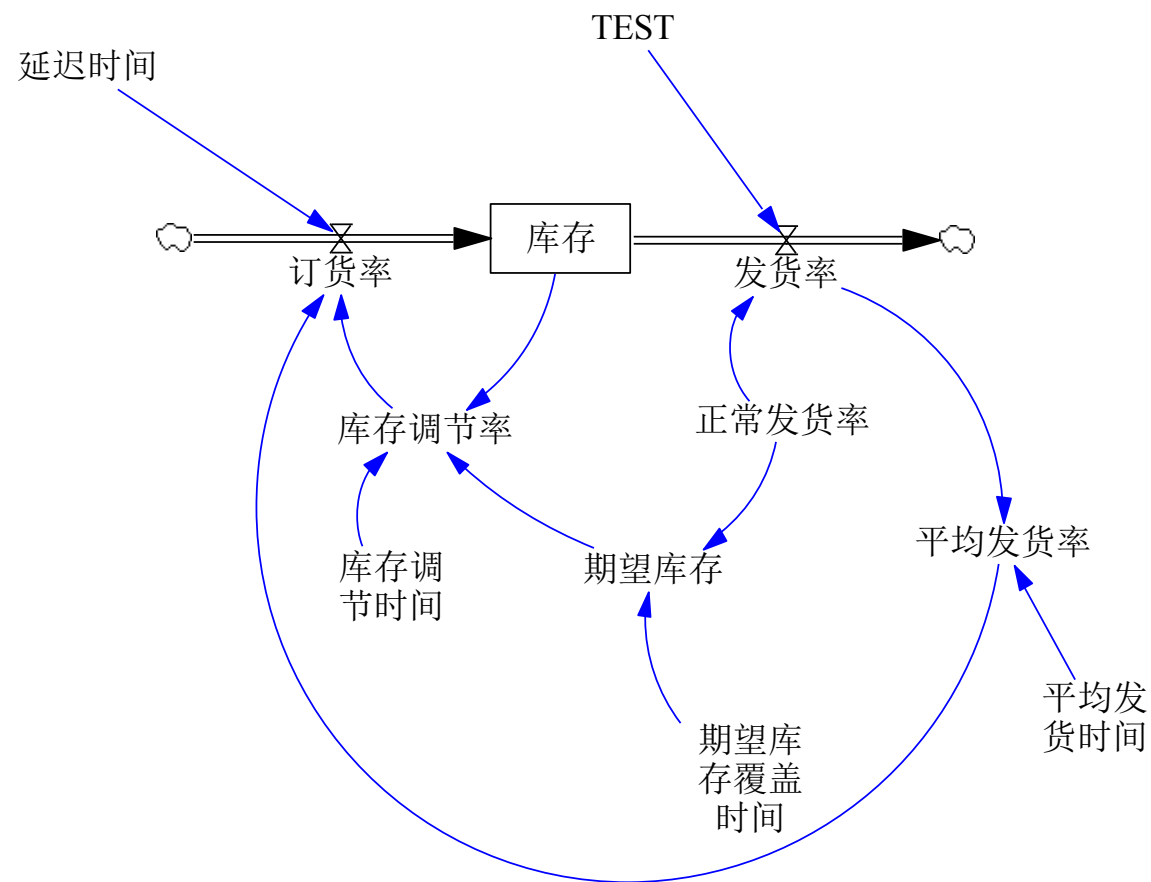 TEST
延迟时间
库存
订货率
发货率
库存调节率
正常发货率
平均发货率
库存调
节时间
期望库存
平均发
货时间
期望库
存覆盖
时间